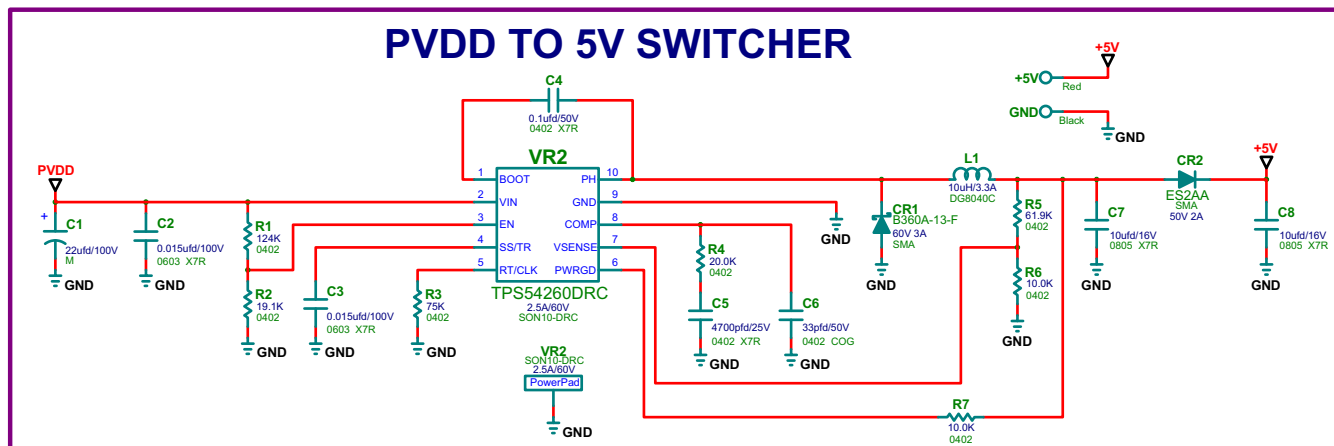 PVDD TO 5V SWITCHER
+5V
+5V
Red
GND
Black
GND
C4
0.1ufd/50V
0402 X7R
VR2
1 BOOT PH 10
2 VIN GND 9
3 EN COMP 8
4 SS/TR VSENSE 7
5 RT/CLK PWRGD 6
TPS54260DRC
2.5A/60V
SON10-DRC
PVDD
+
C1
22ufd/100V
M
GND
C2
0.015ufd/100V
0603 X7R
GND
R1
124K
0402
R2
19.1K
0402
GND
C3
0.015ufd/100V
0603 X7R
GND
R3
75K
0402
GND
VR2
SON10-DRC
2.5A/60V
PowerPad
GND
R4
20.0K
0402
C5
4700pfd/25V
0402 X7R
GND
C6
33pfd/50V
0402 COG
GND
GND
CR1
B360A-13-F
60V 3A
SMA
GND
L1
10uH/3.3A
DG8040C
R5
61.9K
0402
R6
10.0K
0402
GND
R7
10.0K
0402
C7
10ufd/16V
0805 X7R
GND
CR2
ES2AA
SMA
50V 2A
+5V
C8
10ufd/16V
0805 X7R
GND